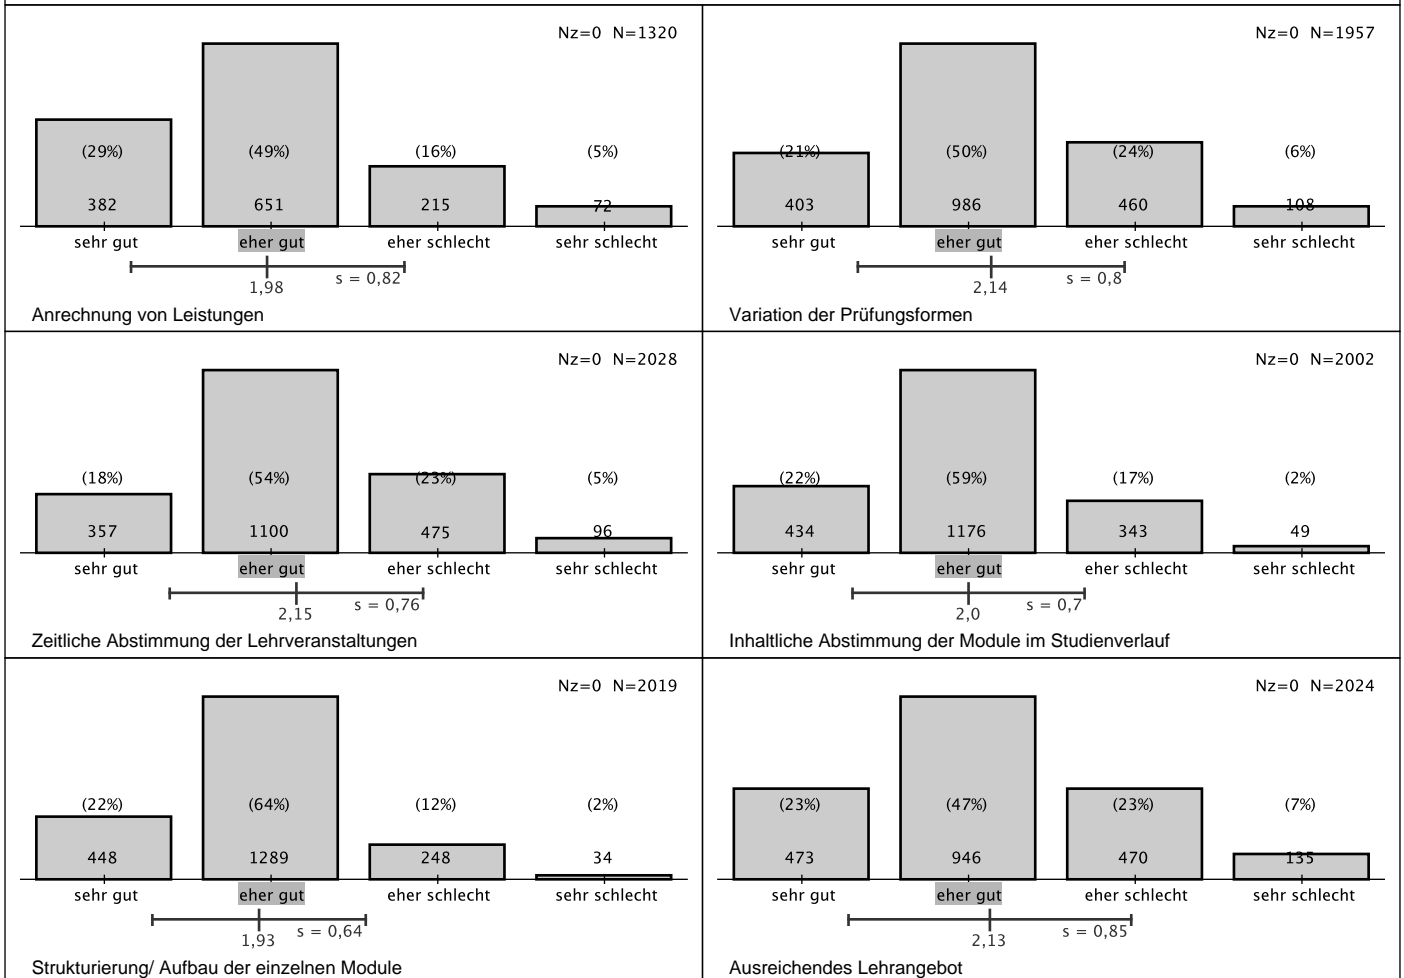 Nz=0 N=1320
(29%) (49%) (16%) (5%)
382 651 215 72
sehr gut eher gut eher schlecht sehr schlecht
s = 0,82
1,98
Anrechnung von Leistungen
Nz=0 N=1957
(21%) (50%) (24%) (6%)
403 986 460 108
sehr gut eher gut eher schlecht sehr schlecht
s = 0,8
2,14
Variation der Prüfungsformen
Nz=0 N=2028
(18%) (54%) (23%) (5%)
357 1100 475 96
sehr gut eher gut eher schlecht sehr schlecht
s = 0,76
2,15
Zeitliche Abstimmung der Lehrveranstaltungen
Nz=0 N=2002
(22%) (59%) (17%) (2%)
434 1176 343 49
sehr gut eher gut eher schlecht sehr schlecht
s = 0,7
2,0
Inhaltliche Abstimmung der Module im Studienverlauf
Nz=0 N=2019
(22%) (64%) (12%) (2%)
448 1289 248 34
sehr gut eher gut eher schlecht sehr schlecht
s = 0,64
1,93
Strukturierung/ Aufbau der einzelnen Module
Nz=0 N=2024
(23%) (47%) (23%) (7%)
473 946 470 135
sehr gut eher gut eher schlecht sehr schlecht
s = 0,85
2,13
Ausreichendes Lehrangebot